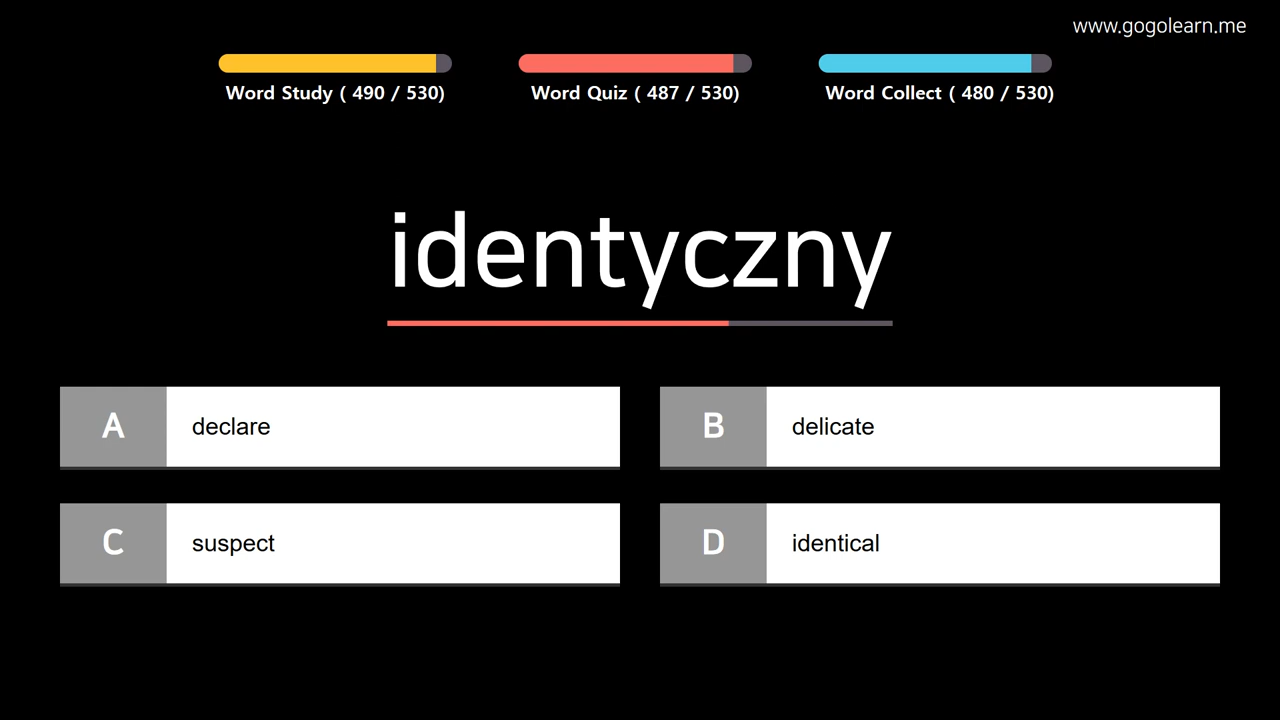 www.gogolearn.me
Word Study ( 490 / 530)
Word Quiz ( 487 / 530)
Word Collect ( 480 / 530)
identyczny
A declare
B delicate
C suspect
D identical